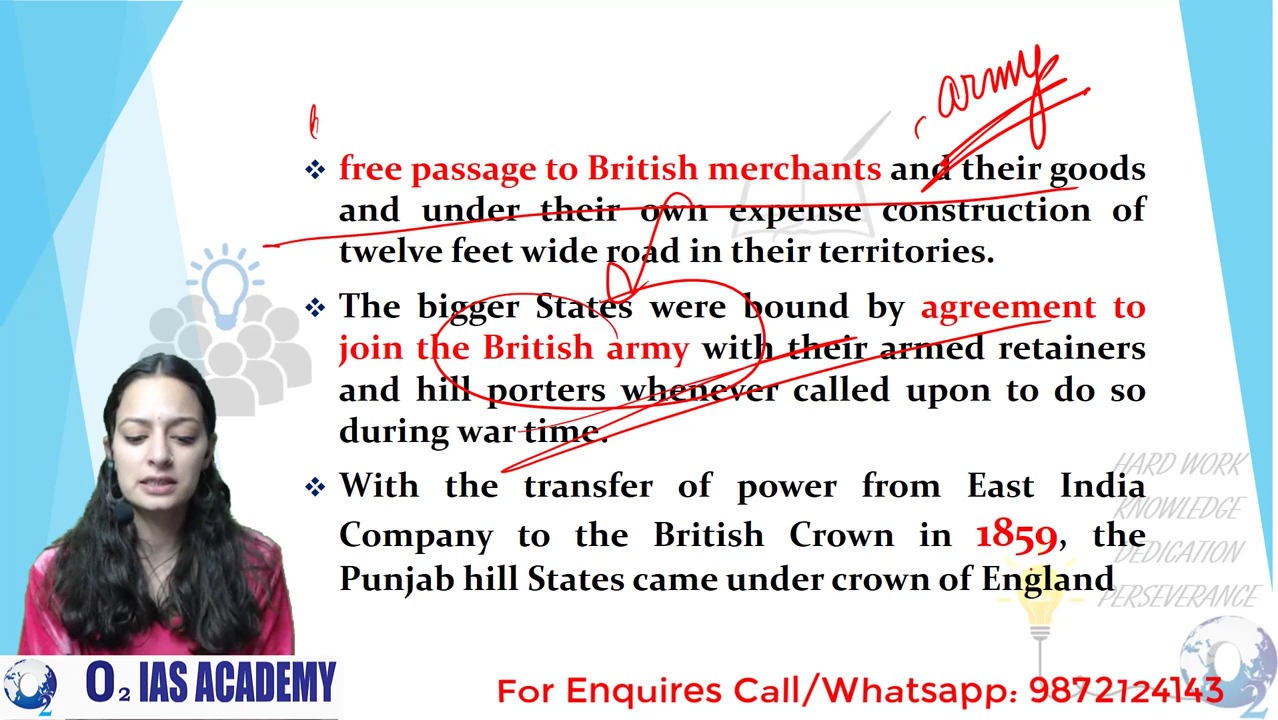 army
❖ free passage to British merchants and their goods
and under their own expense construction of
twelve feet wide road in their territories.
❖ The bigger States were bound by agreement to
join the British army with their armed retainers
and hill porters whenever called upon to do so
during war time.
❖ With the transfer of power from East India
Company to the British Crown in 1859, the
Punjab hill States came under crown of England
HARD WORK
KNOWLEDGE
DEDICATION
PERSEVERANCE
O2 IAS ACADEMY
For Enquires Call/Whatsapp: 9872124143
O2